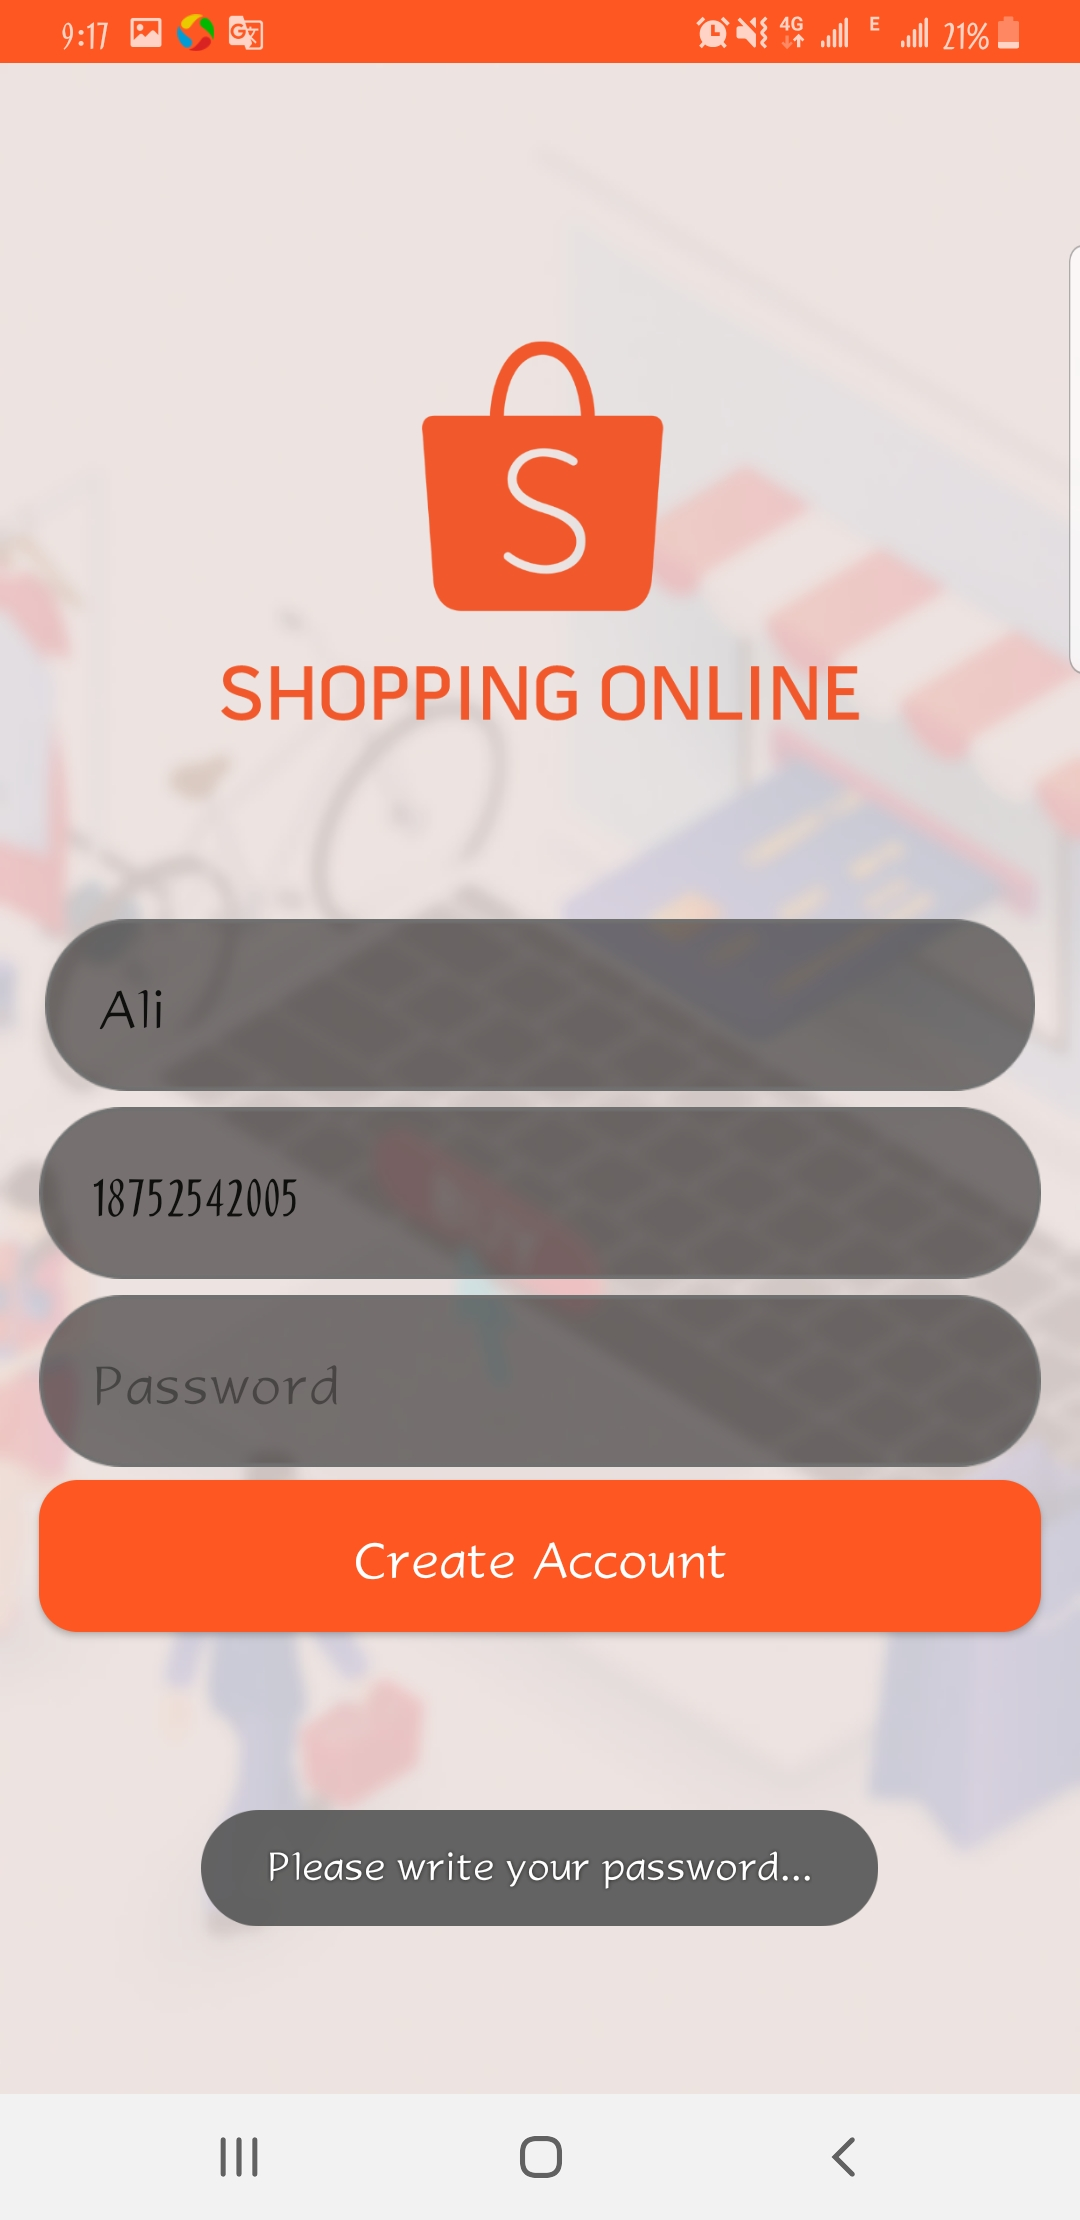 9:17
4G
E
21%
S
SHOPPING ONLINE
Ali
18752542005
Password
Create Account
Please write your password...